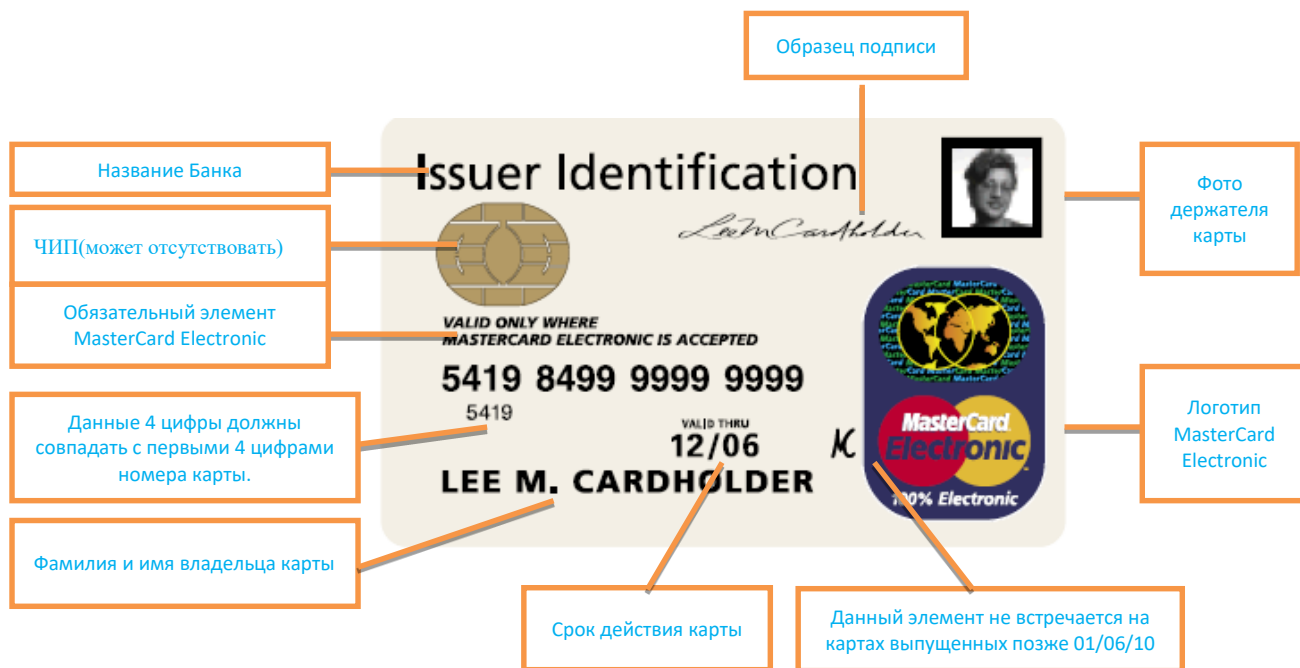 Образец подписи
Название Банка
ЧИП(может отсутствовать)
Обязательный элемент
MasterCard Electronic
Данные 4 цифры должны
совпадать с первыми 4 цифрами
номера карты.
Фамилия и имя владельца карты
Issuer Identification
LeeMCardholder
VALID ONLY WHERE
MASTERCARD ELECTRONIC IS ACCEPTED
5419 8499 9999 9999
5419
VALID THRU
12/06
LEE M. CARDHOLDER
MasterCard
Electronic
100% Electronic
Фото
держателя
карты
Логотип
MasterCard
Electronic
Срок действия карты
Данный элемент не встречается на
картах выпущенных позже 01/06/10